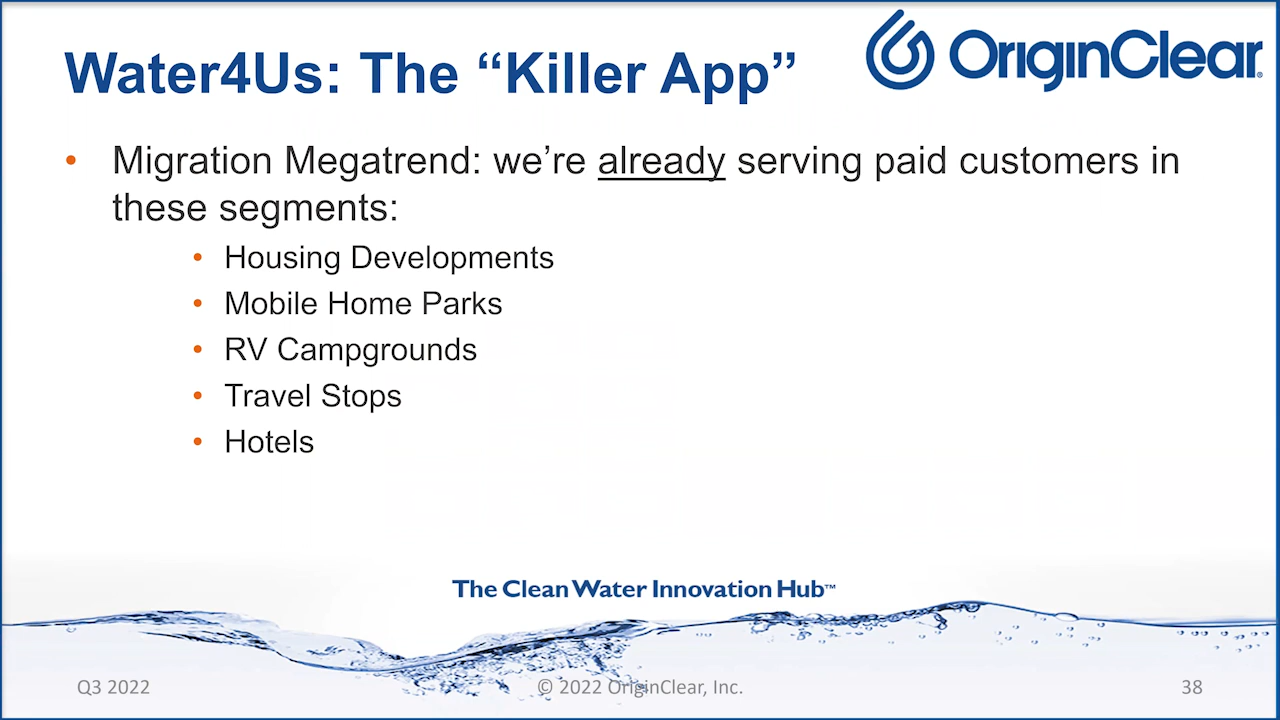 Water4Us: The “Killer App”
OriginClear®
• Migration Megatrend: we’re already serving paid customers in
these segments:
• Housing Developments
• Mobile Home Parks
• RV Campgrounds
• Travel Stops
• Hotels
The Clean Water Innovation Hub™
Q3 2022
© 2022 OriginClear, Inc.
38